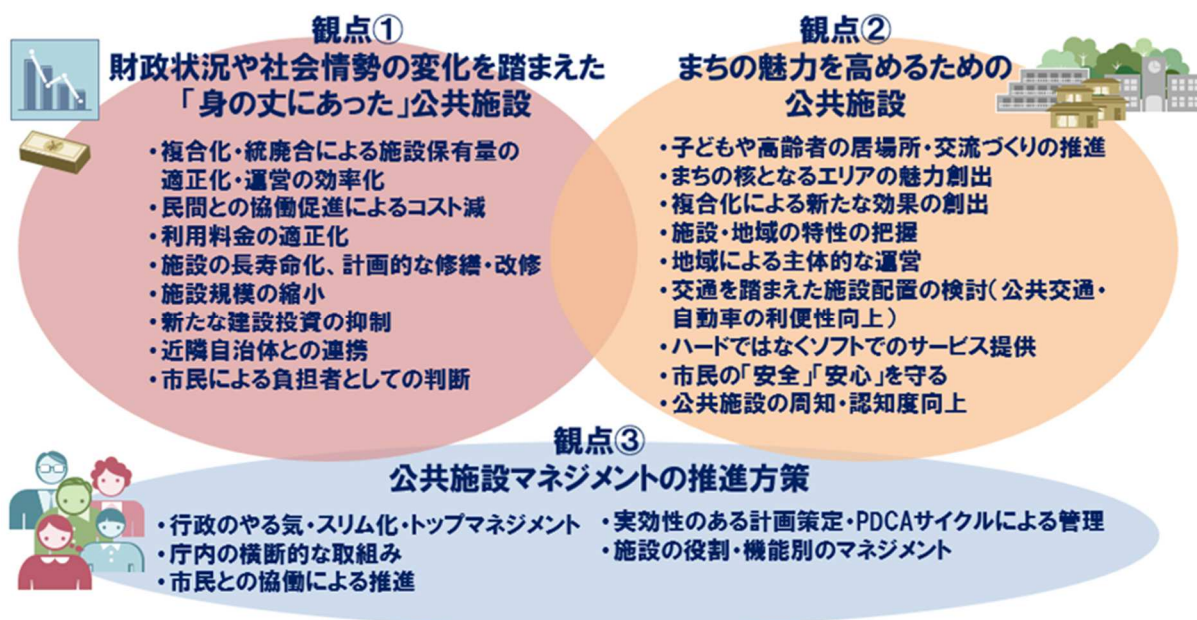 観点①
財政状況や社会情勢の変化を踏まえた
「身の丈にあった」公共施設
・複合化・統廃合による施設保有量の
適正化・運営の効率化
・民間との協働促進によるコスト減
・利用料金の適正化
・施設の長寿命化、計画的な修繕・改修
・施設規模の縮小
・新たな建設投資の抑制
・近隣自治体との連携
・市民による負担者としての判断
観点②
まちの魅力を高めるための
公共施設
・子どもや高齢者の居場所・交流づくりの推進
・まちの核となるエリアの魅力創出
・複合化による新たな効果の創出
・施設・地域の特性の把握
・地域による主体的な運営
・交通を踏まえた施設配置の検討(公共交通・
自動車の利便性向上)
・ハードではなくソフトでのサービス提供
・市民の「安全」「安心」を守る
・公共施設の周知・認知度向上
観点③
公共施設マネジメントの推進方策
・行政のやる気・スリム化・トップマネジメント
・庁内の横断的な取組み
・市民との協働による推進
・実効性のある計画策定・PDCAサイクルによる管理
・施設の役割・機能別のマネジメント